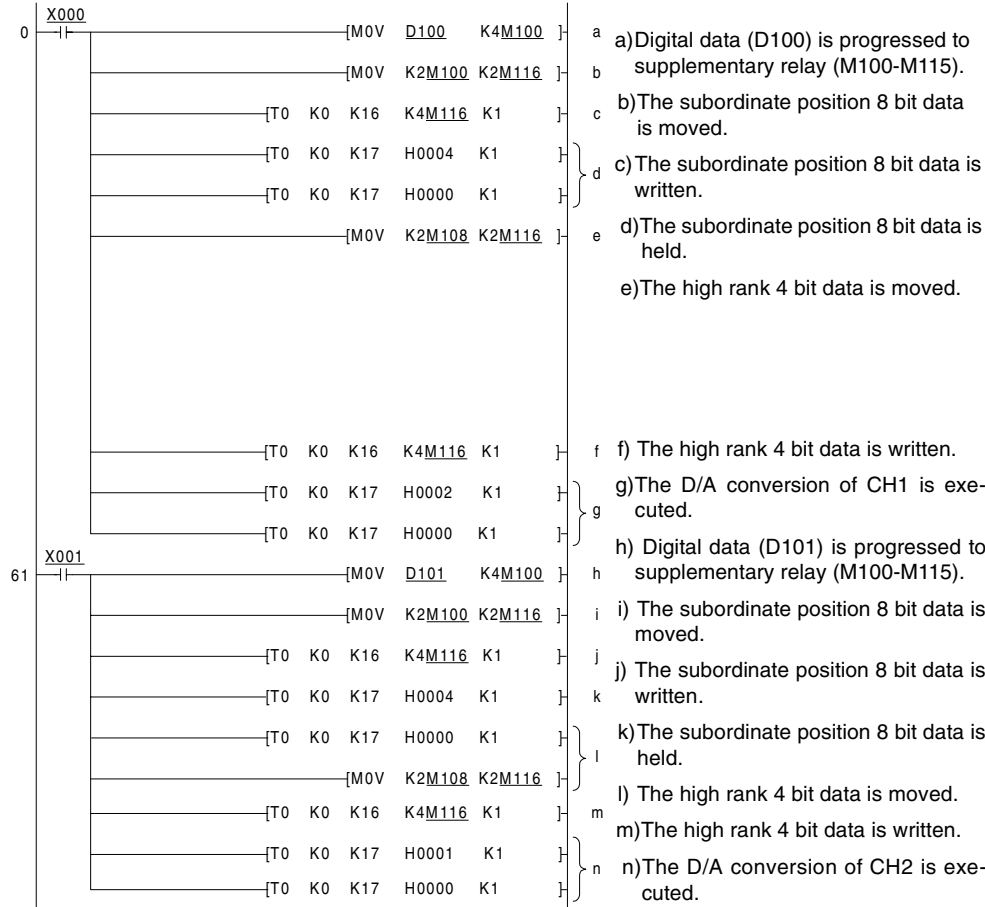 X000
0 [MOV D100 K4M100 ] a
[MOV K2M100 K2M116 ] b
[T0 K0 K16 K4M116 K1 ] c
[T0 K0 K17 H0004 K1 ]
d
[T0 K0 K17 H0000 K1 ]
[MOV K2M108 K2M116 ] e
[T0 K0 K16 K4M116 K1 ] f
[T0 K0 K17 H0002 K1 ]
g
[T0 K0 K17 H0000 K1 ]
X001
61 [MOV D101 K4M100 ] h
[MOV K2M100 K2M116 ] i
[T0 K0 K16 K4M116 K1 ] j
[T0 K0 K17 H0004 K1 ] k
[T0 K0 K17 H0000 K1 ]
l
[MOV K2M108 K2M116 ]
[T0 K0 K16 K4M116 K1 ] m
[T0 K0 K17 H0001 K1 ]
n
[T0 K0 K17 H0000 K1 ]
a)Digital data (D100) is progressed to
supplementary relay (M100-M115).
b)The subordinate position 8 bit data
is moved.
c)The subordinate position 8 bit data is
written.
d)The subordinate position 8 bit data is
held.
e)The high rank 4 bit data is moved.
f) The high rank 4 bit data is written.
g)The D/A conversion of CH1 is exe-
cuted.
h) Digital data (D101) is progressed to
supplementary relay (M100-M115).
i) The subordinate position 8 bit data is
moved.
j) The subordinate position 8 bit data is
written.
k)The subordinate position 8 bit data is
held.
l) The high rank 4 bit data is moved.
m)The high rank 4 bit data is written.
n)The D/A conversion of CH2 is exe-
cuted.